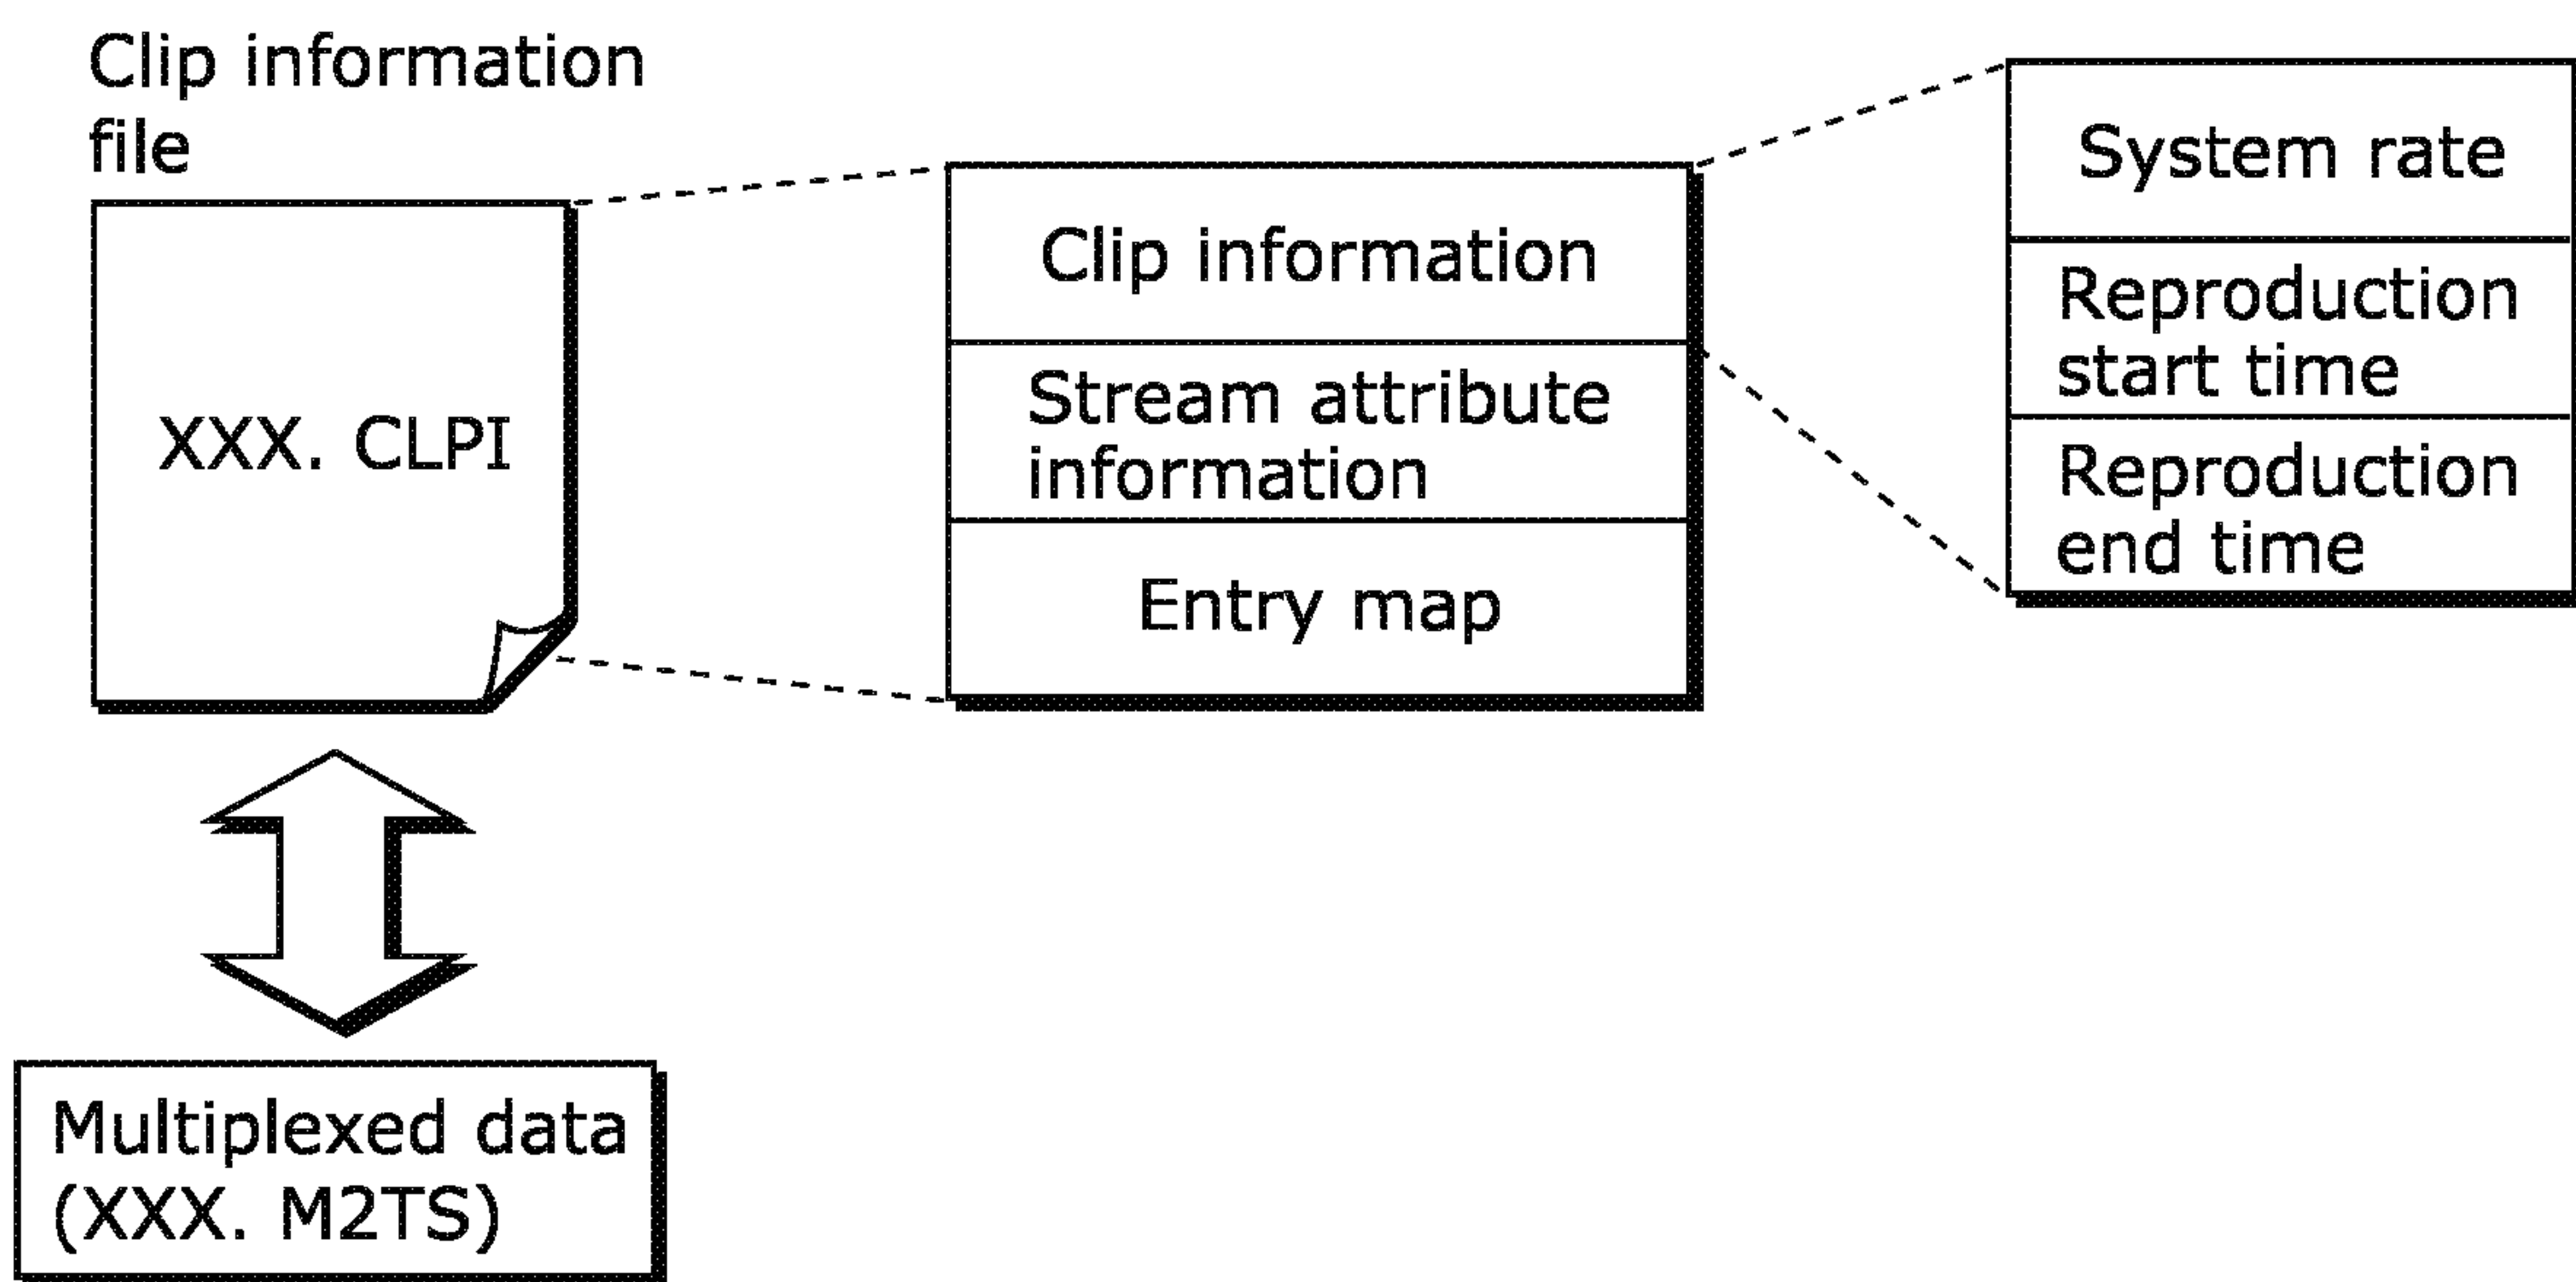 Clip information
file
XXX. CLPI
Clip information
Stream attribute
information
Entry map
System rate
Reproduction
start time
Reproduction
end time
Multiplexed data
(XXX. M2TS)